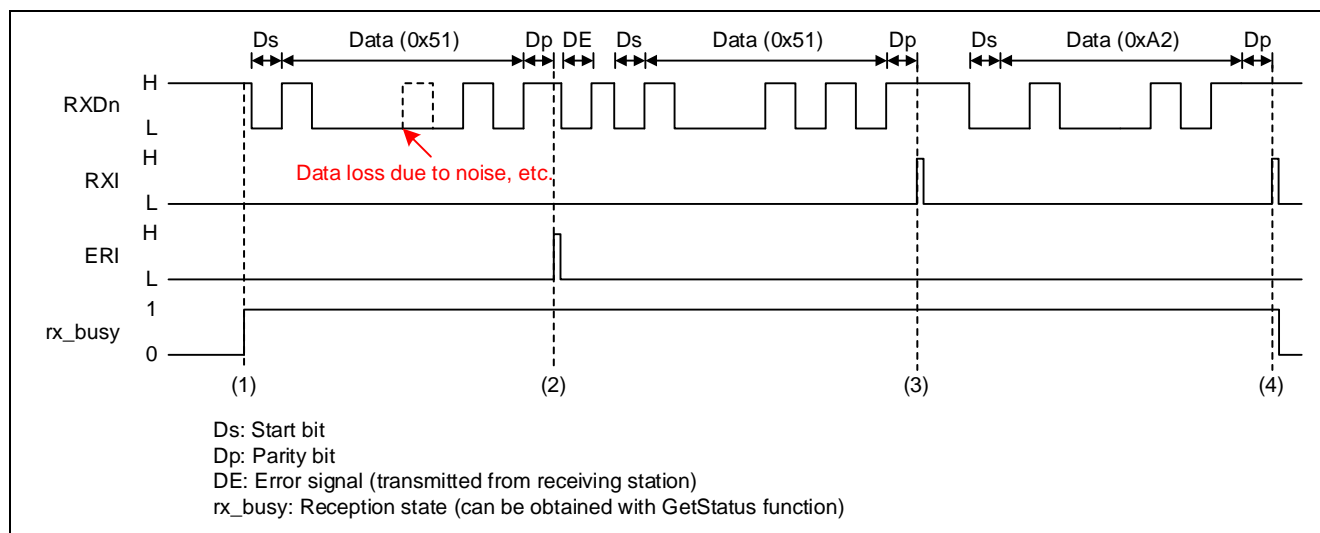 Ds Data (0x51) Dp DE Ds Data (0x51) Dp Ds Data (0xA2) Dp
H
RXDn
L
Data loss due to noise, etc.
H
RXI
L
H
ERI
L
1
rx_busy
0
(1) (2) (3) (4)
Ds: Start bit
Dp: Parity bit
DE: Error signal (transmitted from receiving station)
rx_busy: Reception state (can be obtained with GetStatus function)